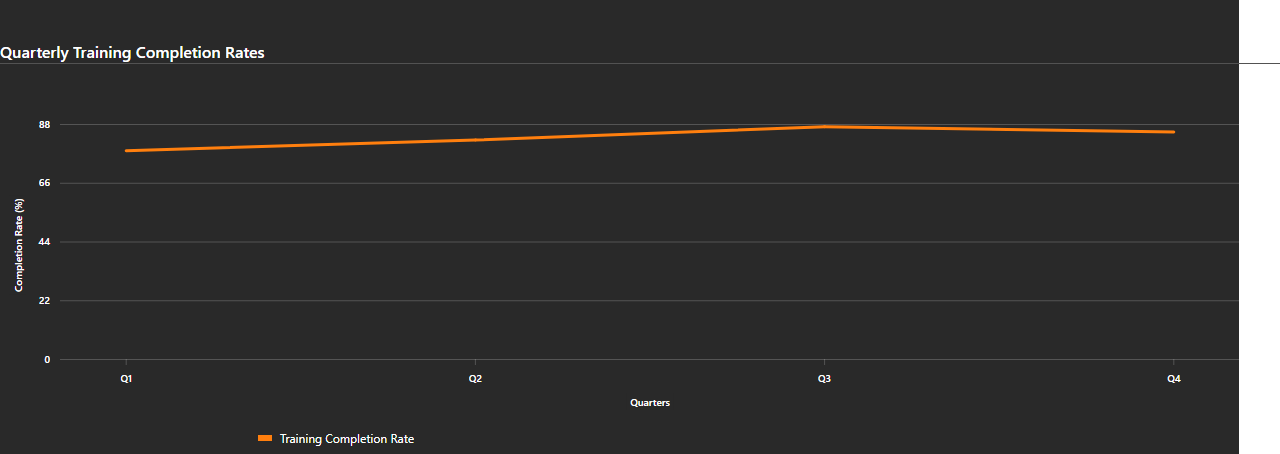 Quarterly Training Completion Rates
88
66
44
22
0
Completion Rate (%)
Q1 Q2 Q3 Q4
Quarters
Training Completion Rate